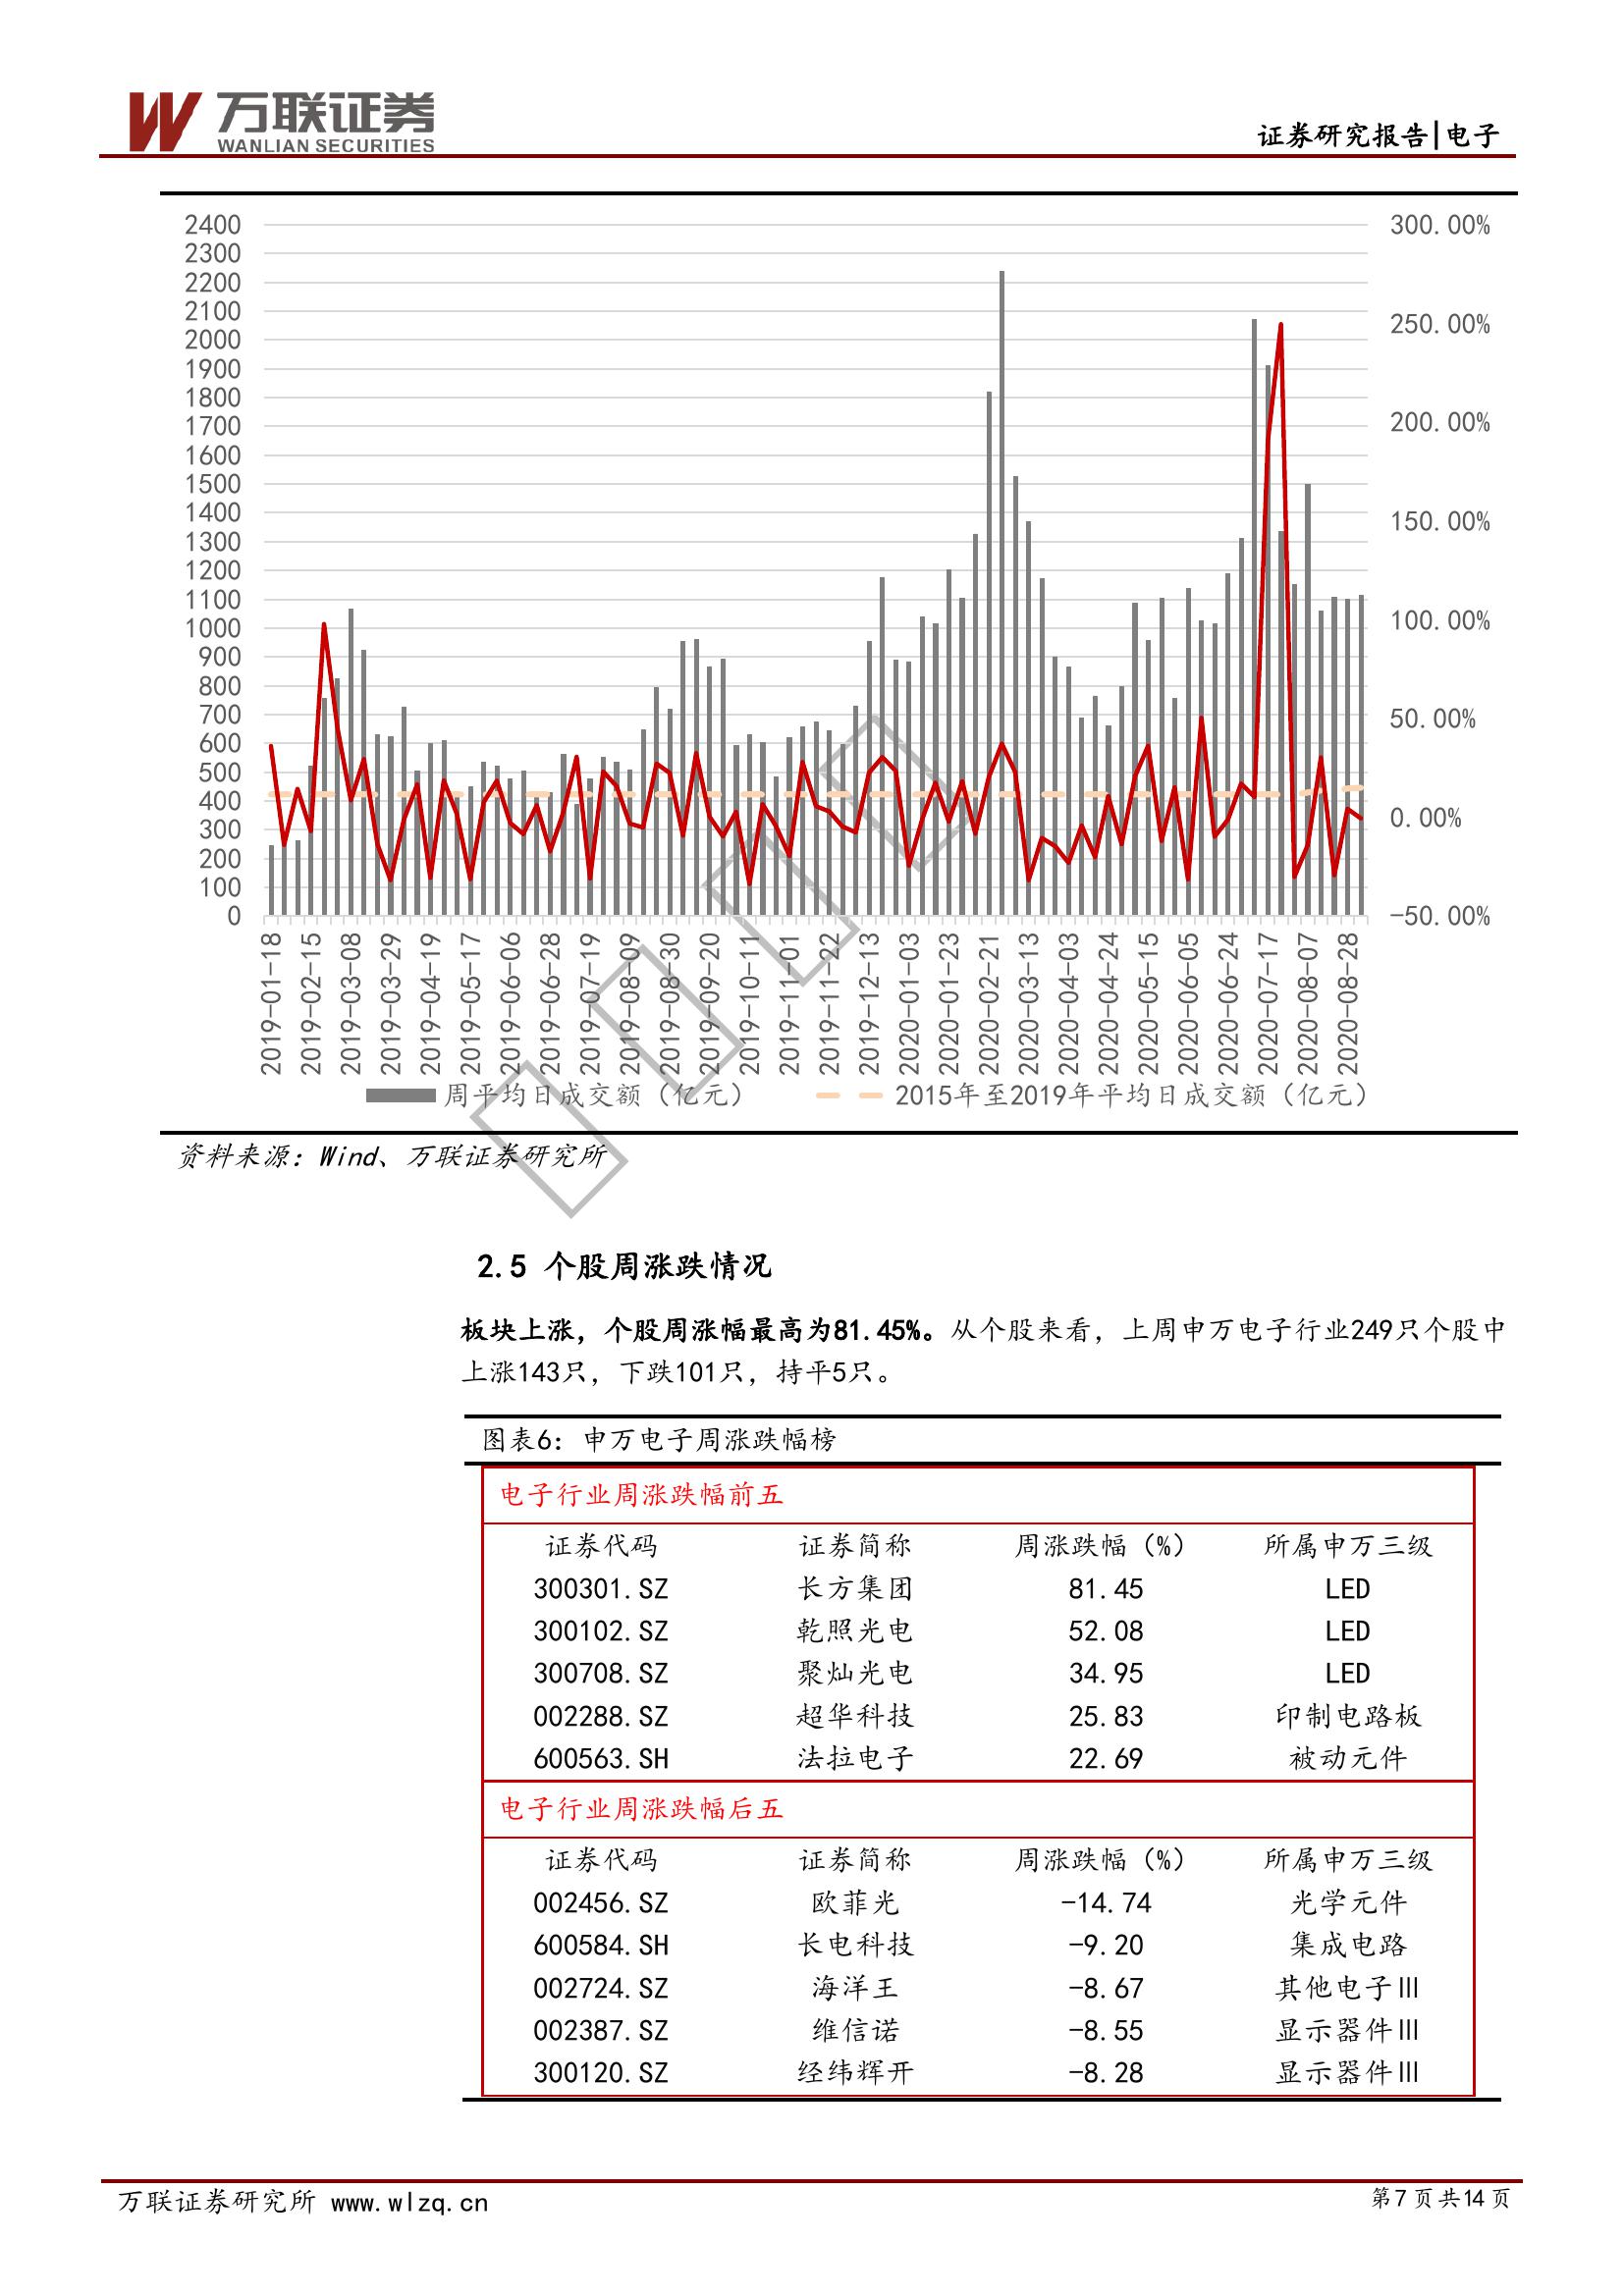 万联证券
WANLIAN SECURITIES
证券研究报告|电子
2400
2300
2200
2100
2000
1900
1800
1700
1600
1500
1400
1300
1200
1100
1000
900
800
700
600
500
400
300
200
100
0
300.00%
250.00%
200.00%
150.00%
100.00%
50.00%
0.00%
-50.00%
2019-01-18
2019-02-15
2019-03-08
2019-03-29
2019-04-19
2019-05-17
2019-06-06
2019-06-28
2019-07-19
2019-08-09
2019-08-30
2019-09-20
2019-10-11
2019-11-01
2019-11-22
2019-12-13
2020-01-03
2020-01-23
2020-02-21
2020-03-13
2020-04-03
2020-04-24
2020-05-15
2020-06-05
2020-06-24
2020-07-17
2020-08-07
2020-08-28
周平均日成交额（亿元） 2015年至2019年平均日成交额（亿元）
资料来源：Wind、万联证券研究所
2.5 个股周涨跌情况
板块上涨，个股周涨幅最高为81.45%。从个股来看，上周申万电子行业249只个股中
上涨143只，下跌101只，持平5只。
图表6：申万电子周涨跌幅榜
电子行业周涨跌幅前五
证券代码 证券简称 周涨跌幅（%） 所属申万三级
300301.SZ 长方集团 81.45 LED
300102.SZ 乾照光电 52.08 LED
300708.SZ 聚灿光电 34.95 LED
002288.SZ 超华科技 25.83 印制电路板
600563.SH 法拉电子 22.69 被动元件
电子行业周涨跌幅后五
证券代码 证券简称 周涨跌幅（%） 所属申万三级
002456.SZ 欧菲光 -14.74 光学元件
600584.SH 长电科技 -9.20 集成电路
002724.SZ 海洋王 -8.67 其他电子Ⅲ
002387.SZ 维信诺 -8.55 显示器件Ⅲ
300120.SZ 经纬辉开 -8.28 显示器件Ⅲ
万联证券研究所 www.wlzq.cn
第7页共14页